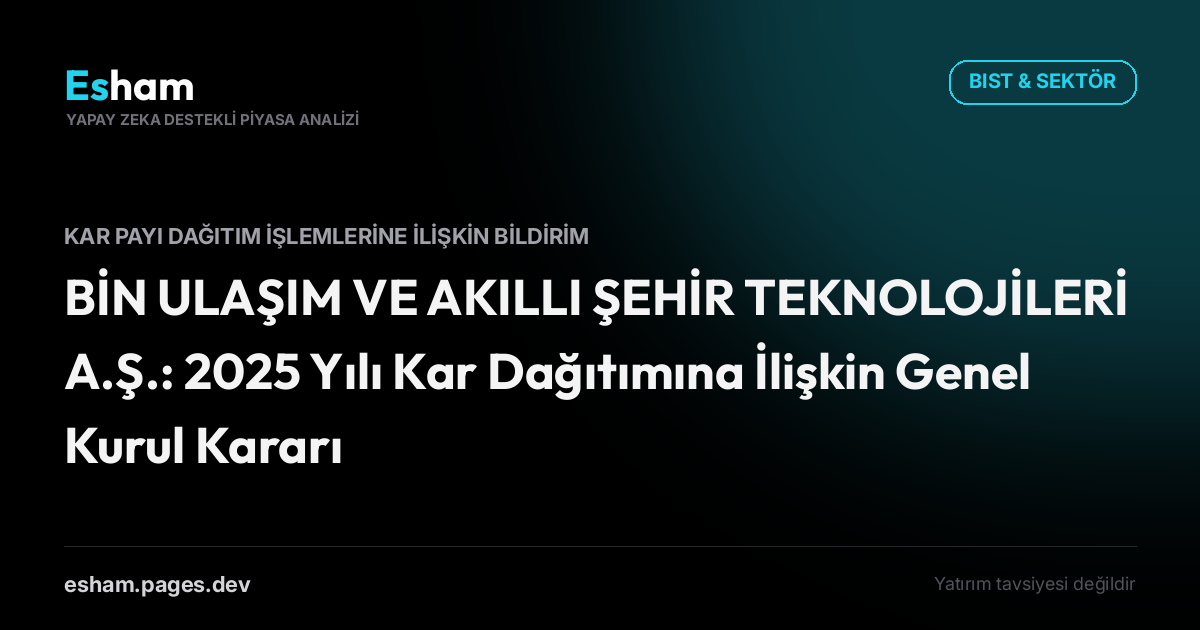 Esham
YAPAY ZEKA DESTEKLİ PİYASA ANALİZİ
BIST & SEKTÖR
KAR PAYI DAĞITIM İŞLEMLERİNE İLİŞKİN BİLDİRİM
BİN ULAŞIM VE AKILLI ŞEHİR TEKNOLOJİLERİ
A.Ş.: 2025 Yılı Kar Dağıtımına İlişkin Genel
Kurul Kararı
esham.pages.dev
Yatırım tavsiyesi değildir